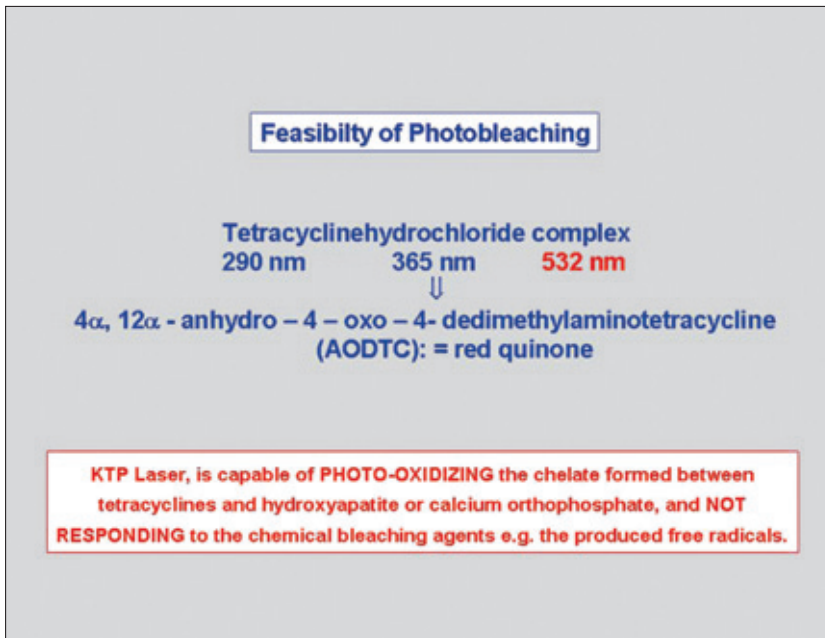 Feasibilty of Photobleaching
Tetracyclinehydrochloride complex
290 nm 365 nm 532 nm
⇓
4α, 12α - anhydro – 4 – oxo – 4- dedimethylaminotetracycline
(AODTC): = red quinone
KTP Laser, is capable of PHOTO-OXIDIZING the chelate formed between
tetracyclines and hydroxyapatite or calcium orthophosphate, and NOT
RESPONDING to the chemical bleaching agents e.g. the produced free radicals.